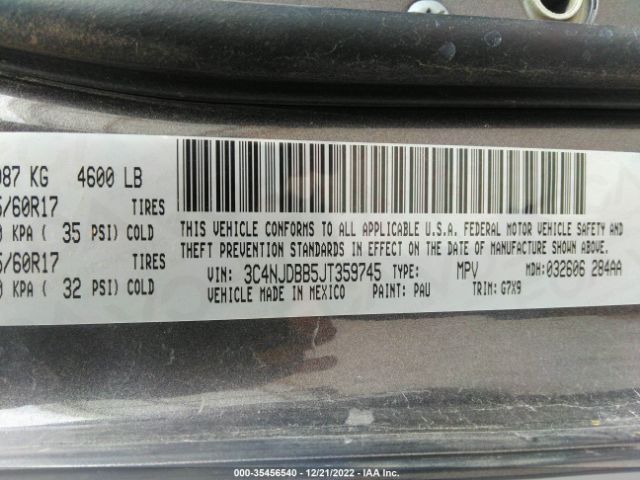 087 KG 4600 LB
5/60R17 TIRES
0 KPA ( 35 PSI) COLD
5/60R17 TIRES
0 KPA ( 32 PSI) COLD
THIS VEHICLE CONFORMS TO ALL APPLICABLE U.S.A. FEDERAL MOTOR VEHICLE SAFETY AND
THEFT PREVENTION STANDARDS IN EFFECT ON THE DATE OF MANUFACTURE SHOWN ABOVE.
VIN: 3C4NJDBB5JT359745 TYPE: MPV MDH:032606 284AA
VEHICLE MADE IN MEXICO PAINT: PAU TRIM: G7X9
000-35456540 - 12/21/2022 - IAA Inc.